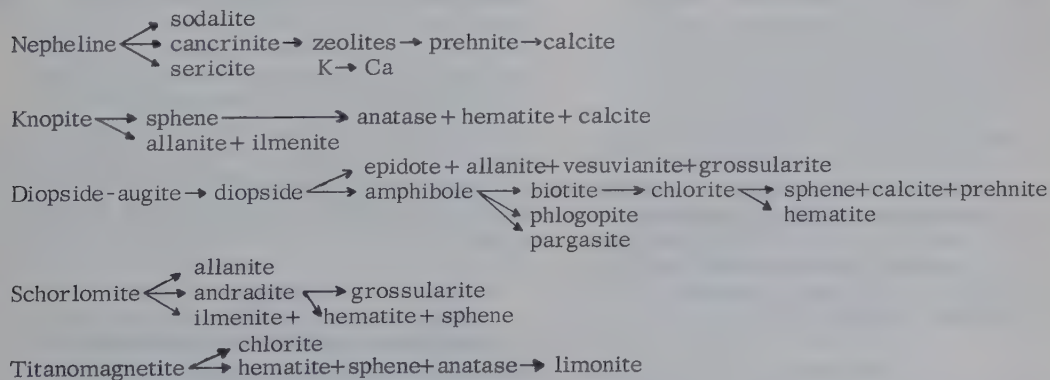 sodalite
Nepheline → cancrinite → zeolites → prehnite → calcite
sericite K → Ca
Knopite → sphene → anatase + hematite + calcite
allanite + ilmenite
epidote + allanite + vesuvianite + grossularite
Diopside-augite → diopside → amphibole → biotite → chlorite → sphene + calcite + prehnite
phlogopite hematite
pargasite
allanite
Schorlomite → andradite → grossularite
ilmenite + hematite + sphene
chlorite
Titanomagnetite → hematite + sphene + anatase → limonite